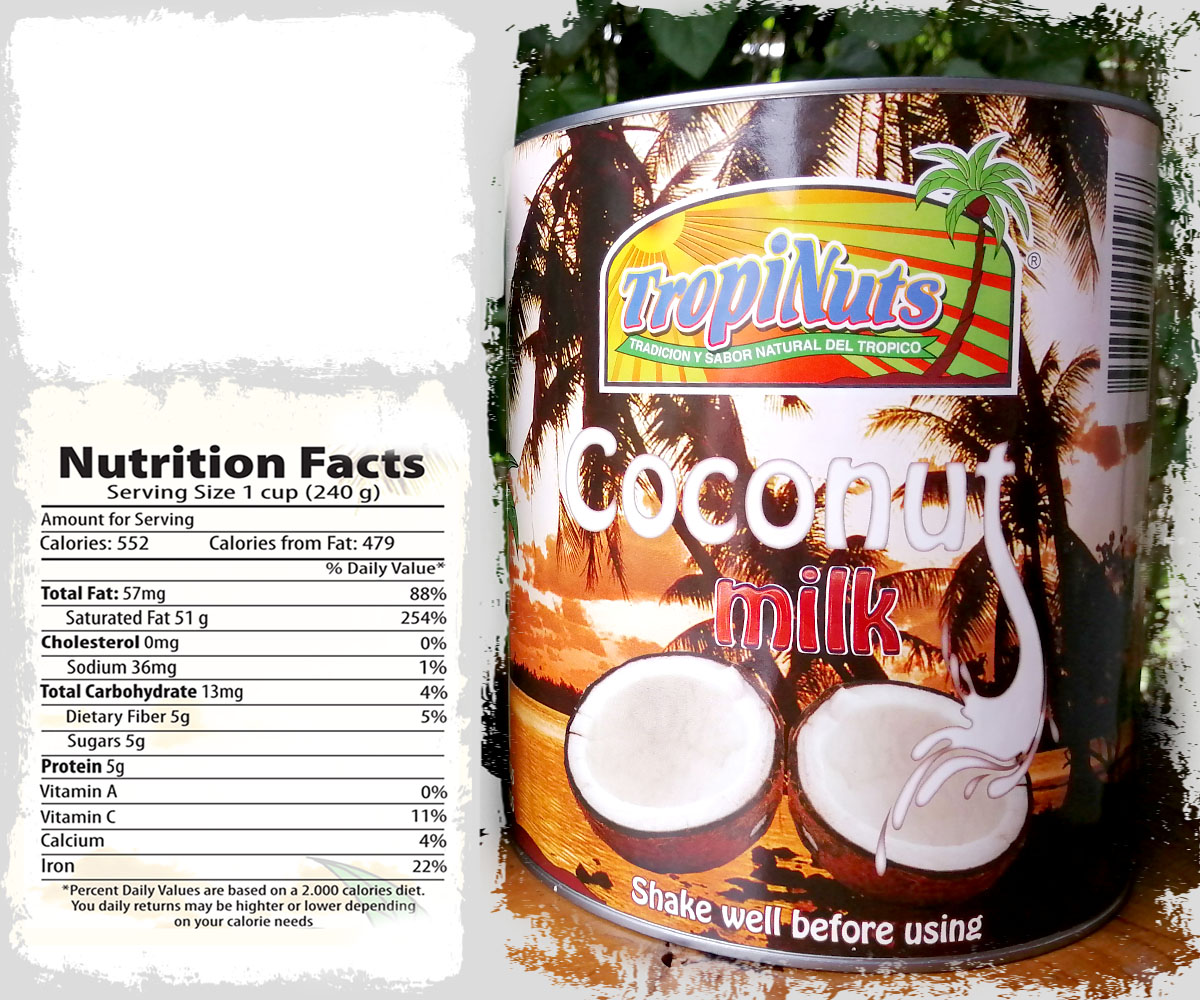 Nutrition Facts
Serving Size 1 cup (240 g)
Amount for Serving
Calories: 552 Calories from Fat: 479
% Daily Value*
Total Fat: 57mg 88%
Saturated Fat 51 g 254%
Cholesterol 0mg 0%
Sodium 36mg 1%
Total Carbohydrate 13mg 4%
Dietary Fiber 5g 5%
Sugars 5g
Protein 5g
Vitamin A 0%
Vitamin C 11%
Calcium 4%
Iron 22%
*Percent Daily Values are based on a 2.000 calories diet.
You daily returns may be highter or lower depending
on your calorie needs
TropiNuts
®
TRADICION Y SABOR NATURAL DEL TROPICO
Coconut
milk
Shake well before using